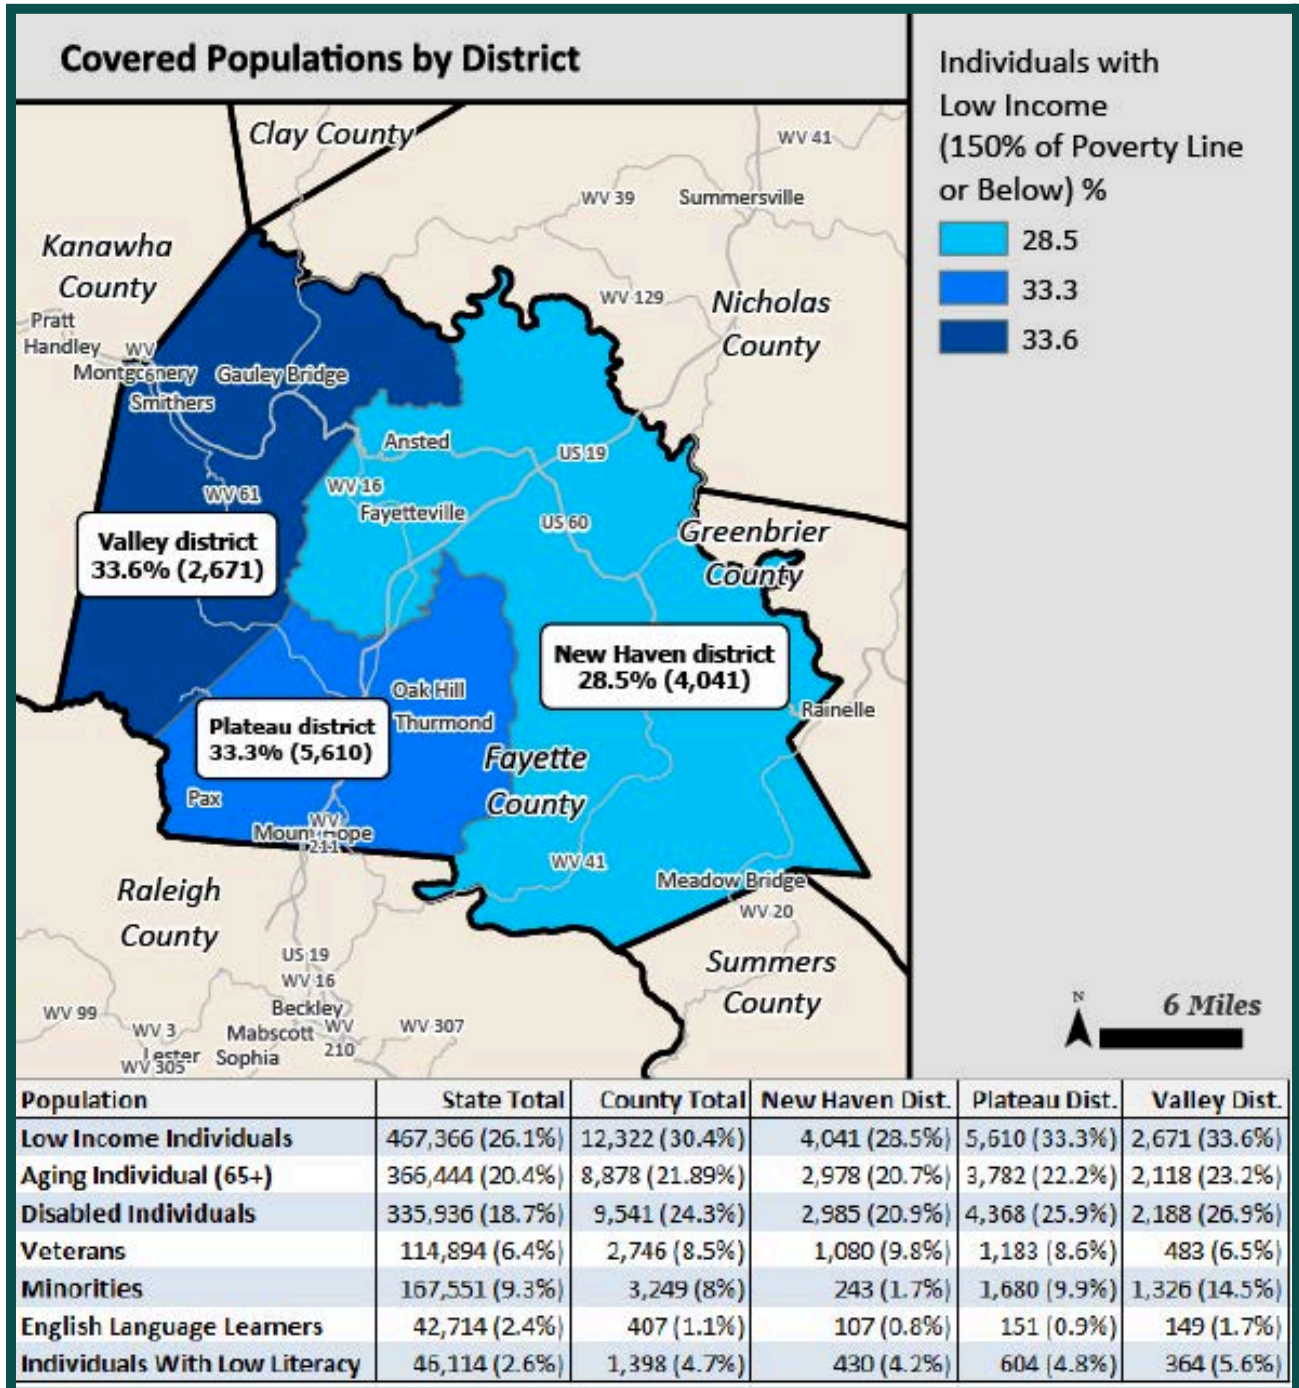 Covered Populations by District
Individuals with
Low Income
(150% of Poverty Line
or Below) %
28.5
33.3
33.6
Clay County
WV 41
WV 39
Summersville
Kanawha
County
WV 129
Nicholas
County
Pratt
Handley
WV
6
Montgomery
Gauley Bridge
Smithers
Ansted
US 19
WV 61
WV 16
Fayetteville
US 60
Greenbrier
County
Valley district
33.6% (2,671)
New Haven district
28.5% (4,041)
Oak Hill
Thurmond
Rainelle
Plateau district
33.3% (5,610)
Fayette
County
Pax
WV
211
Mount Hope
WV 41
Meadow Bridge
WV 20
Raleigh
County
US 19
WV 16
Summers
County
Beckley
WV 99
WV 3
Mabscott
WV
210
WV 307
Lester
Sophia
WV 305
N
6 Miles
Population State Total County Total New Haven Dist. Plateau Dist. Valley Dist.
Low Income Individuals 467,366 (26.1%) 12,322 (30.4%) 4,041 (28.5%) 5,610 (33.3%) 2,671 (33.6%)
Aging Individual (65+) 366,444 (20.4%) 8,878 (21.89%) 2,978 (20.7%) 3,782 (22.2%) 2,118 (23.2%)
Disabled Individuals 335,936 (18.7%) 9,541 (24.3%) 2,985 (20.9%) 4,368 (25.9%) 2,188 (26.9%)
Veterans 114,894 (6.4%) 2,746 (8.5%) 1,080 (9.8%) 1,183 (8.6%) 483 (6.5%)
Minorities 167,551 (9.3%) 3,249 (8%) 243 (1.7%) 1,680 (9.9%) 1,326 (14.5%)
English Language Learners 42,714 (2.4%) 407 (1.1%) 107 (0.8%) 151 (0.9%) 149 (1.7%)
Individuals With Low Literacy 46,114 (2.6%) 1,398 (4.7%) 430 (4.2%) 604 (4.8%) 364 (5.6%)